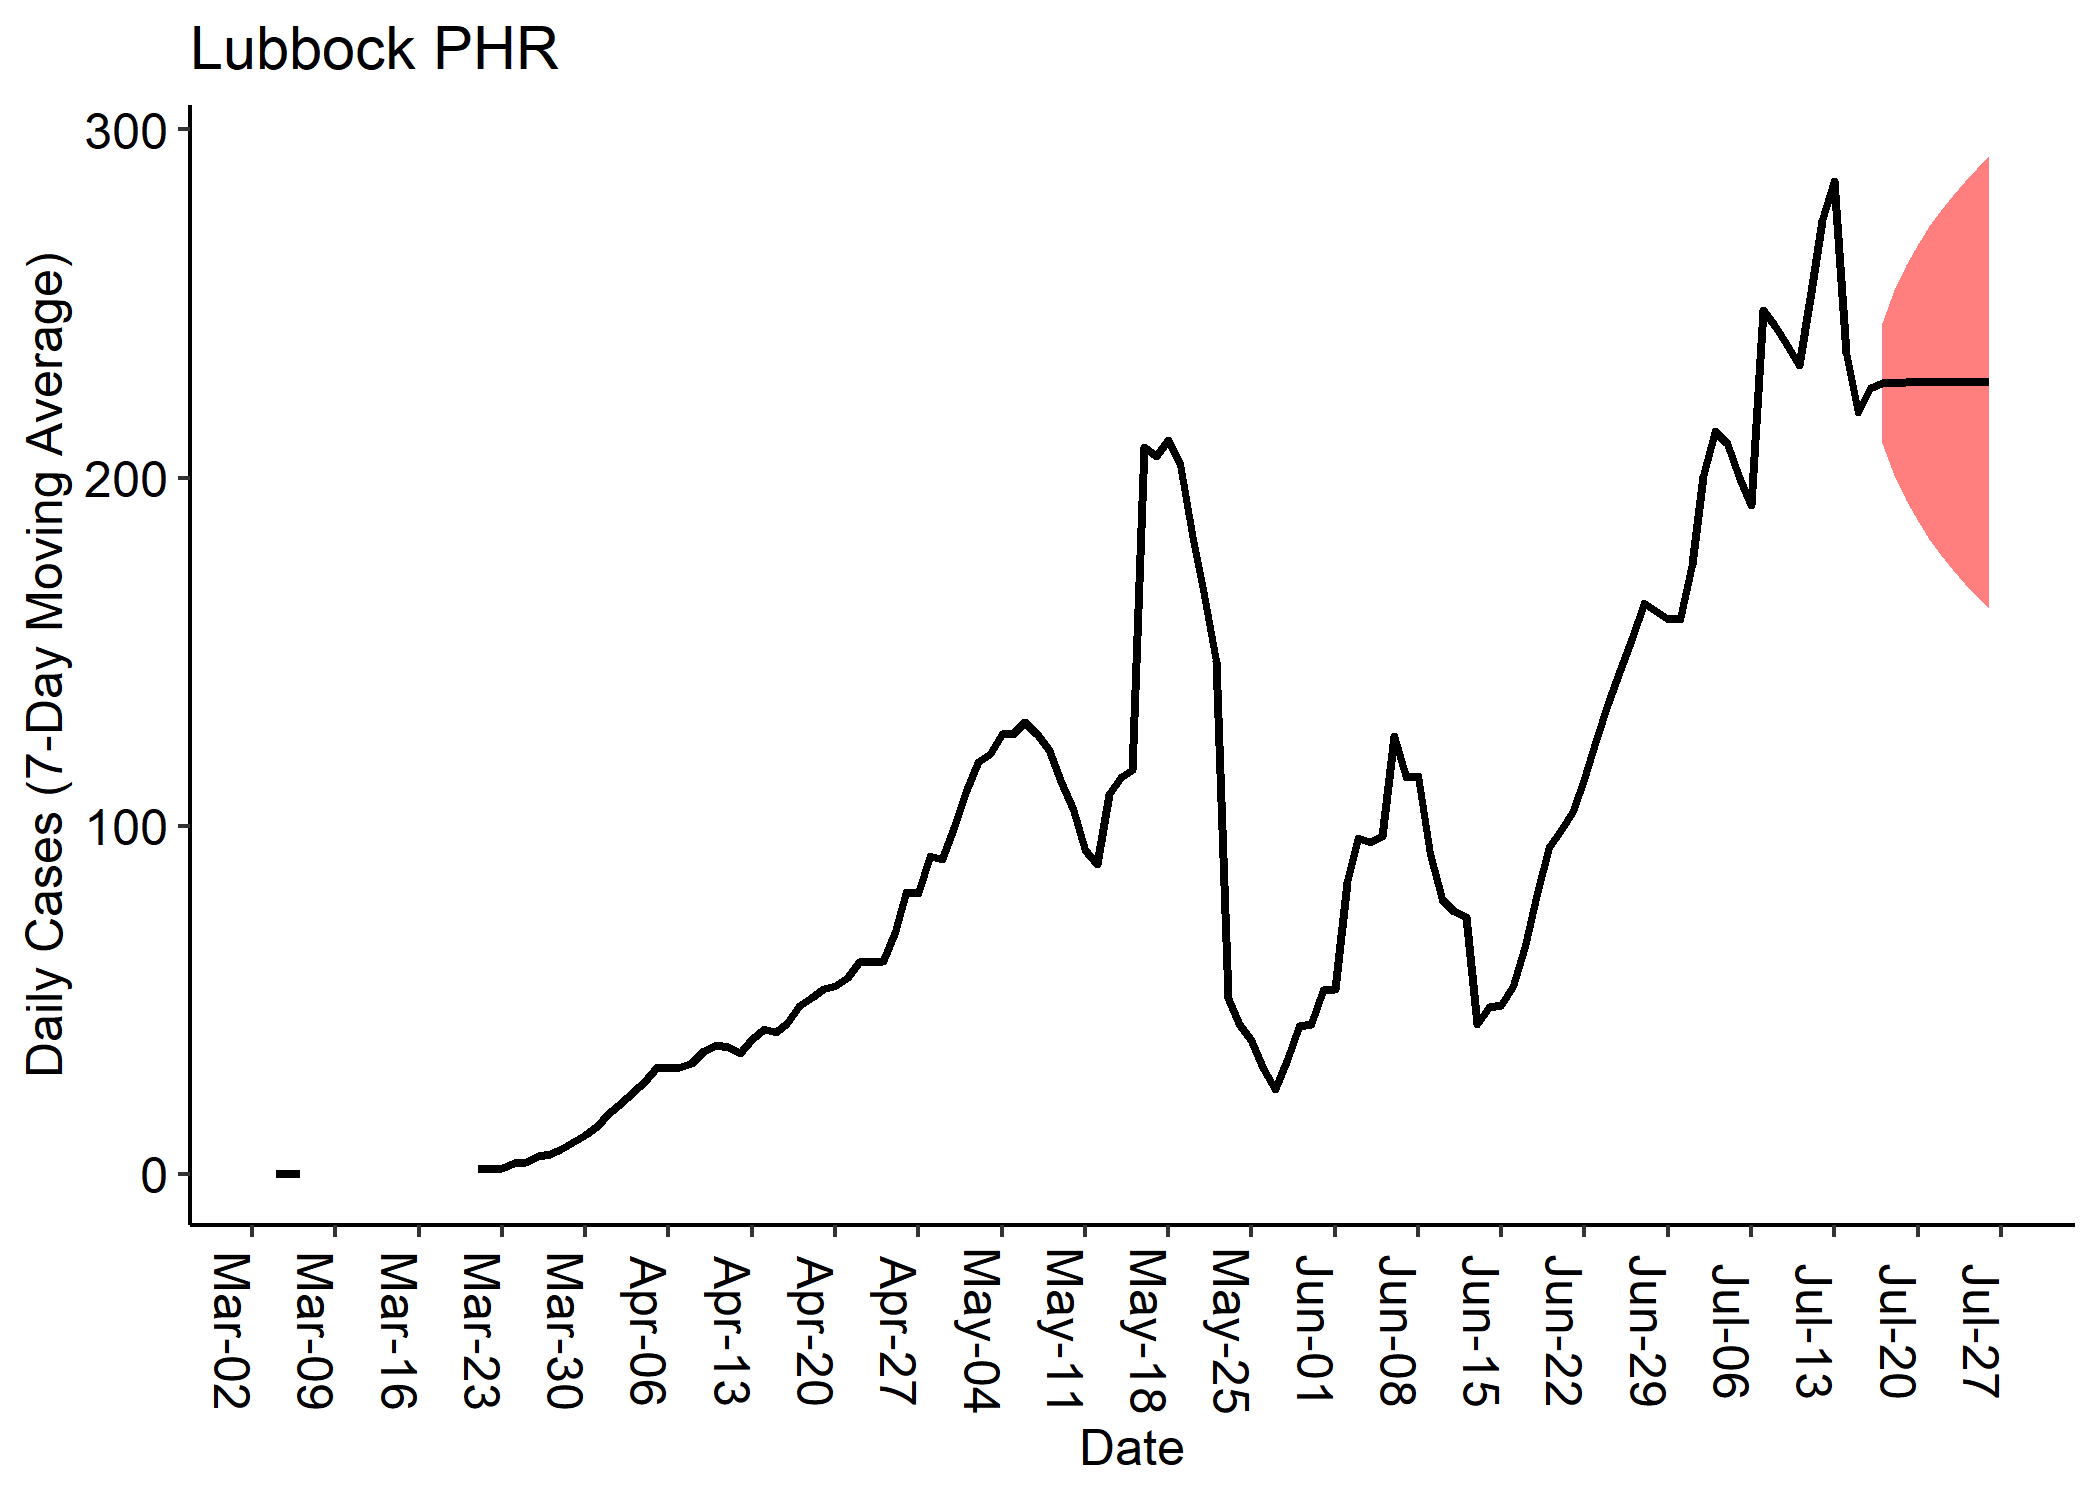 Lubbock PHR
Daily Cases (7-Day Moving Average)
300
200
100
0
Mar-02
Mar-09
Mar-16
Mar-23
Mar-30
Apr-06
Apr-13
Apr-20
Apr-27
May-04
May-11
May-18
May-25
Jun-01
Jun-08
Jun-15
Jun-22
Jun-29
Jul-06
Jul-13
Jul-20
Jul-27
Date